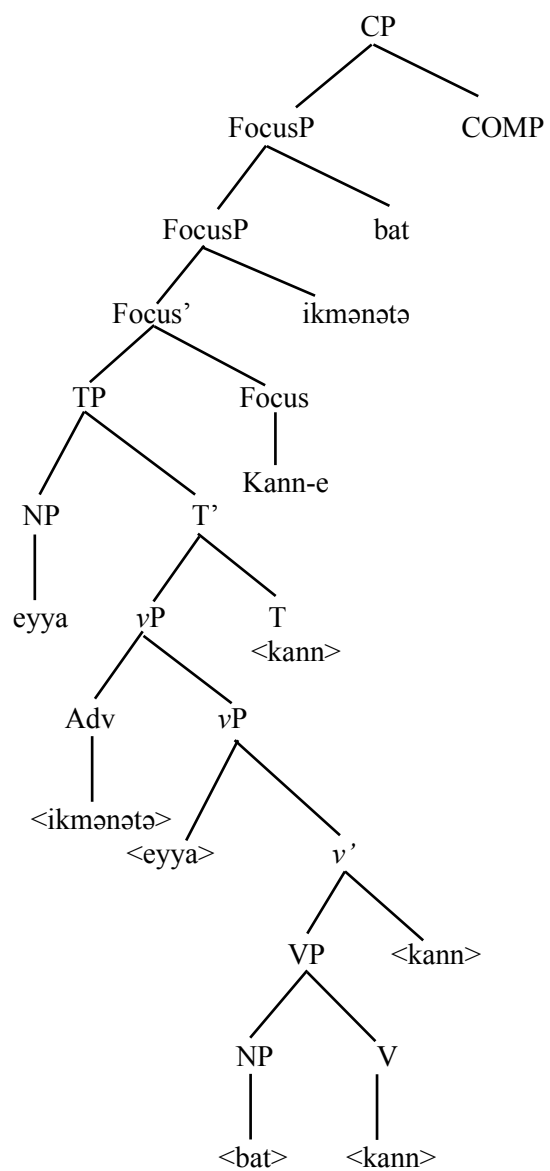 CP
FocusP COMP
FocusP bat
Focus’ ikmənətə
TP Focus
Kann-e
NP T’
eyya vP T
<kann>
Adv vP
<ikmənətə>
<eyya> v’
VP <kann>
NP V
<bat> <kann>